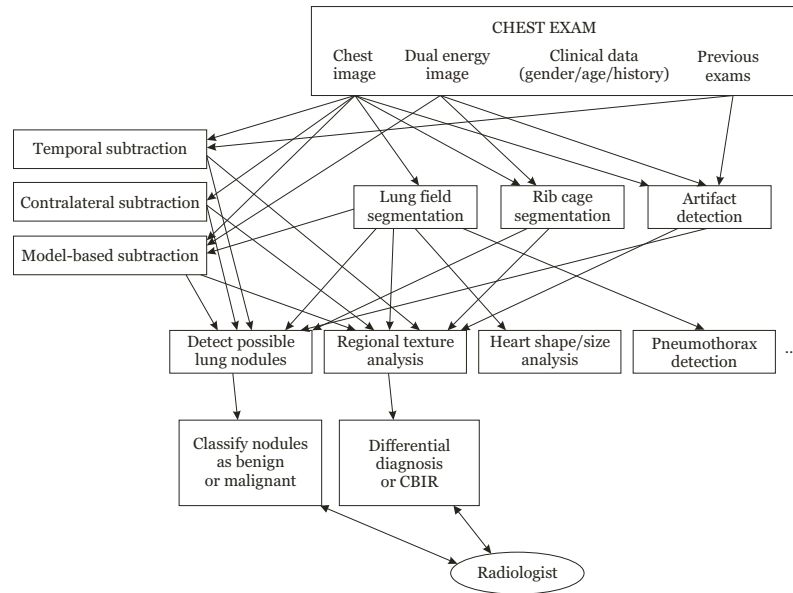 CHEST EXAM
Chest
image
Dual energy
image
Clinical data
(gender/age/history)
Previous
exams
Temporal subtraction
Contralateral subtraction
Model-based subtraction
Lung field
segmentation
Rib cage
segmentation
Artifact
detection
Detect possible
lung nodules
Regional texture
analysis
Heart shape/size
analysis
Pneumothorax
detection
...
Classify nodules
as benign
or malignant
Differential
diagnosis
or CBIR
Radiologist